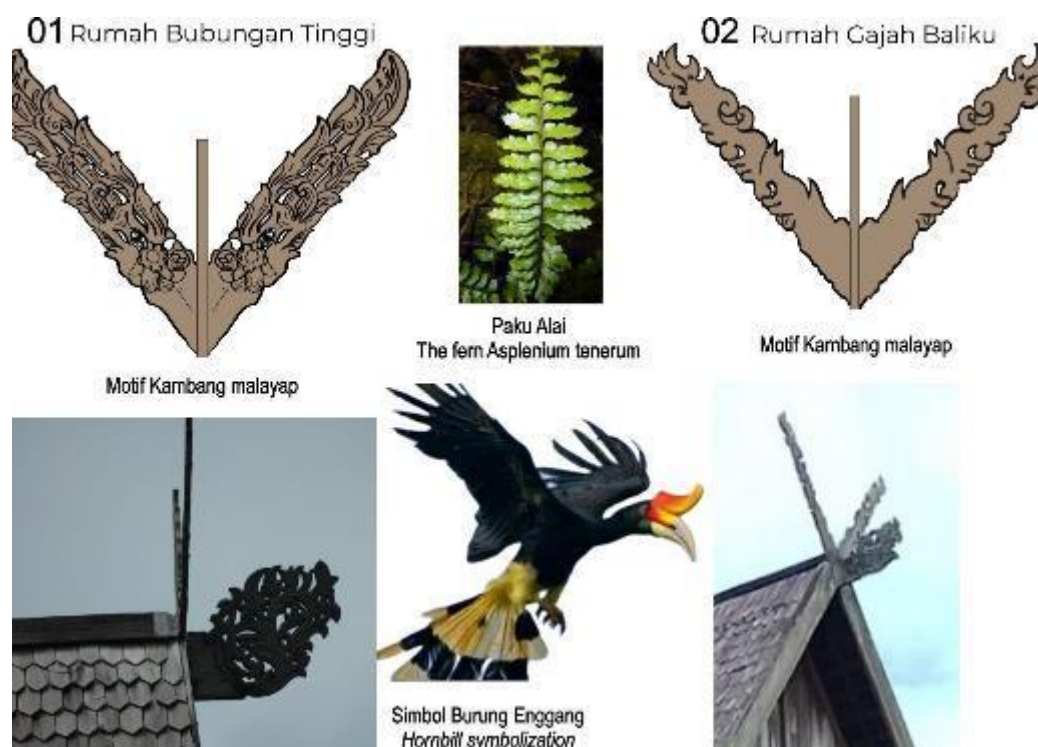 01 Rumah Bubungan Tinggi
02 Rumah Gajah Baliku
Paku Alai
The fern Asplenium tenerum
Motif Kambang malayap
Motif Kambang malayap
Simbol Burung Enggang
Hornbill symbolization